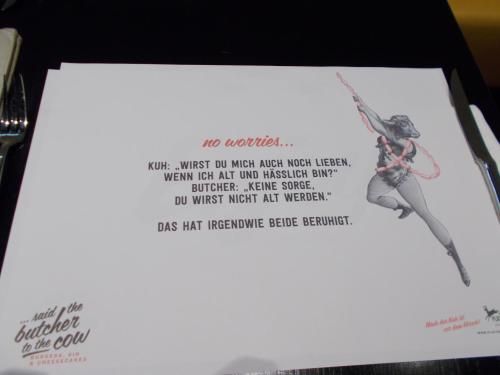 no worries...
KUH: „WIRST DU MICH AUCH NOCH LIEBEN,
WENN ICH ALT UND HÄSSLICH BIN?"
BUTCHER: „KEINE SORGE,
DU WIRST NICHT ALT WERDEN."
DAS HAT IRGENDWIE BEIDE BERUHIGT.
... said the
butcher
to the cow
BURGERS, GIN
& CHEESECAKES